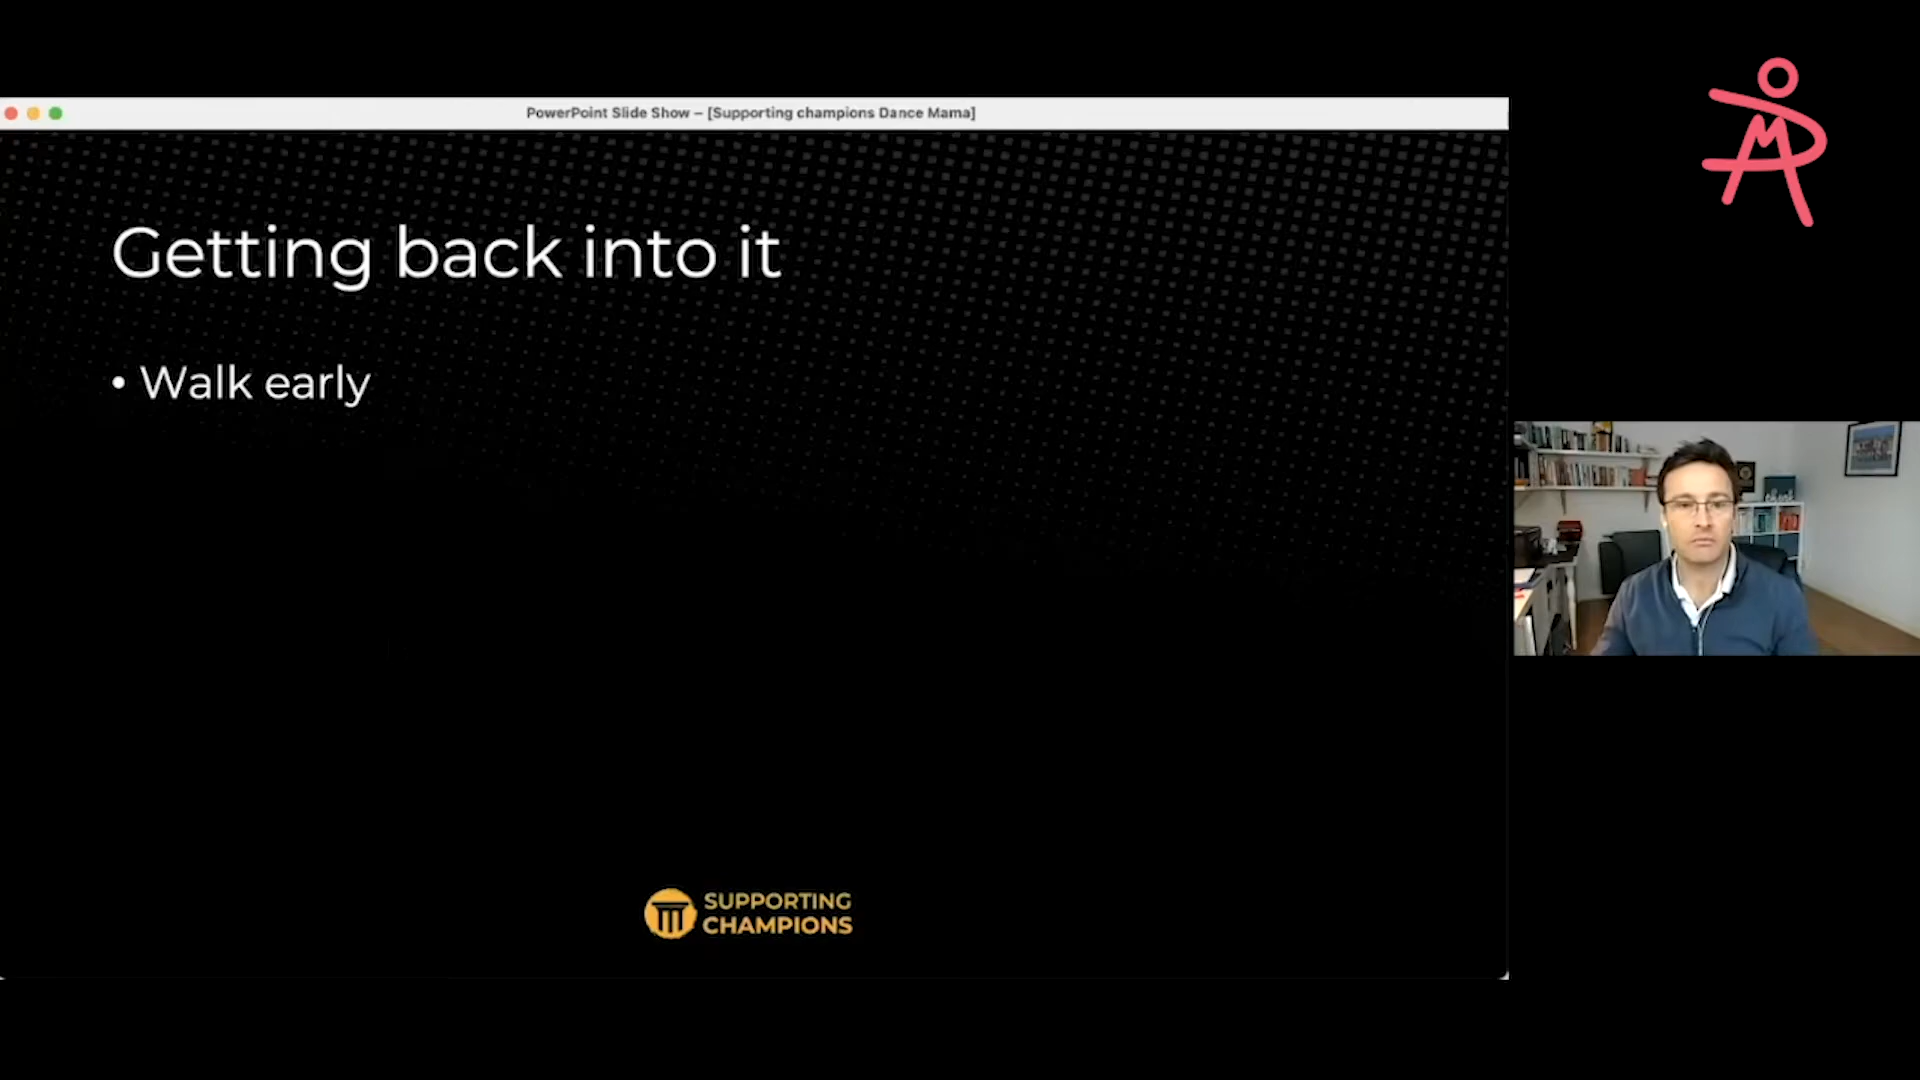 PowerPoint Slide Show – [Supporting champions Dance Mama]
Getting back into it
• Walk early
SUPPORTING
CHAMPIONS